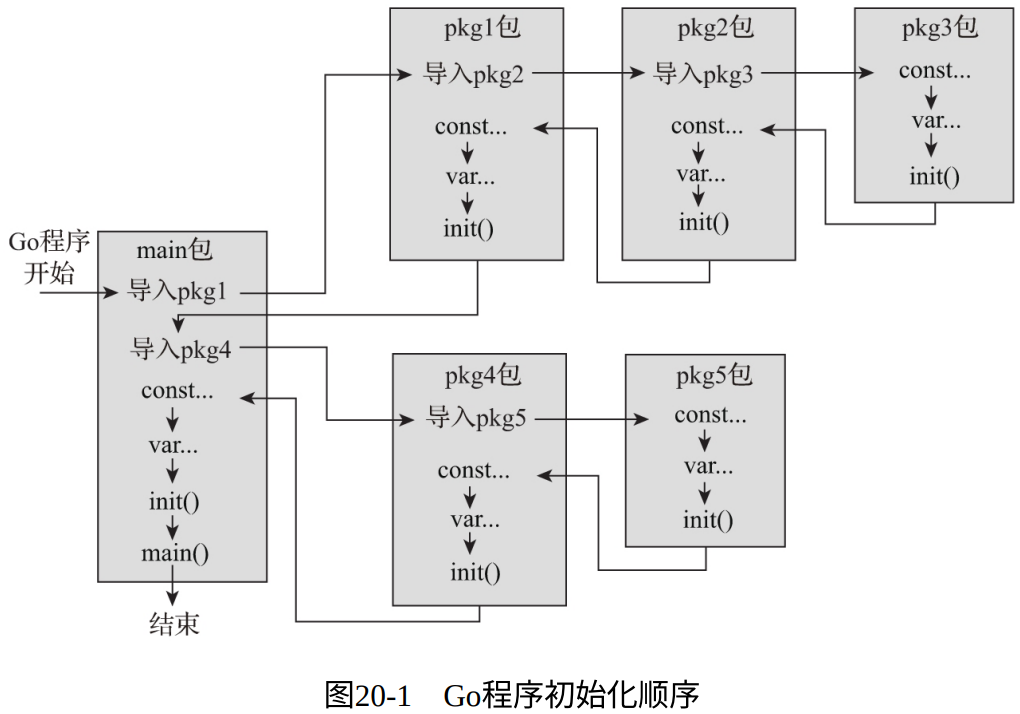 Go程序
开始
main包
导入pkg1
导入pkg4
const...
var...
init()
main()
结束
pkg1包
导入pkg2
const...
var...
init()
pkg2包
导入pkg3
const...
var...
init()
pkg3包
const...
var...
init()
pkg4包
导入pkg5
const...
var...
init()
pkg5包
const...
var...
init()
图20-1 Go程序初始化顺序